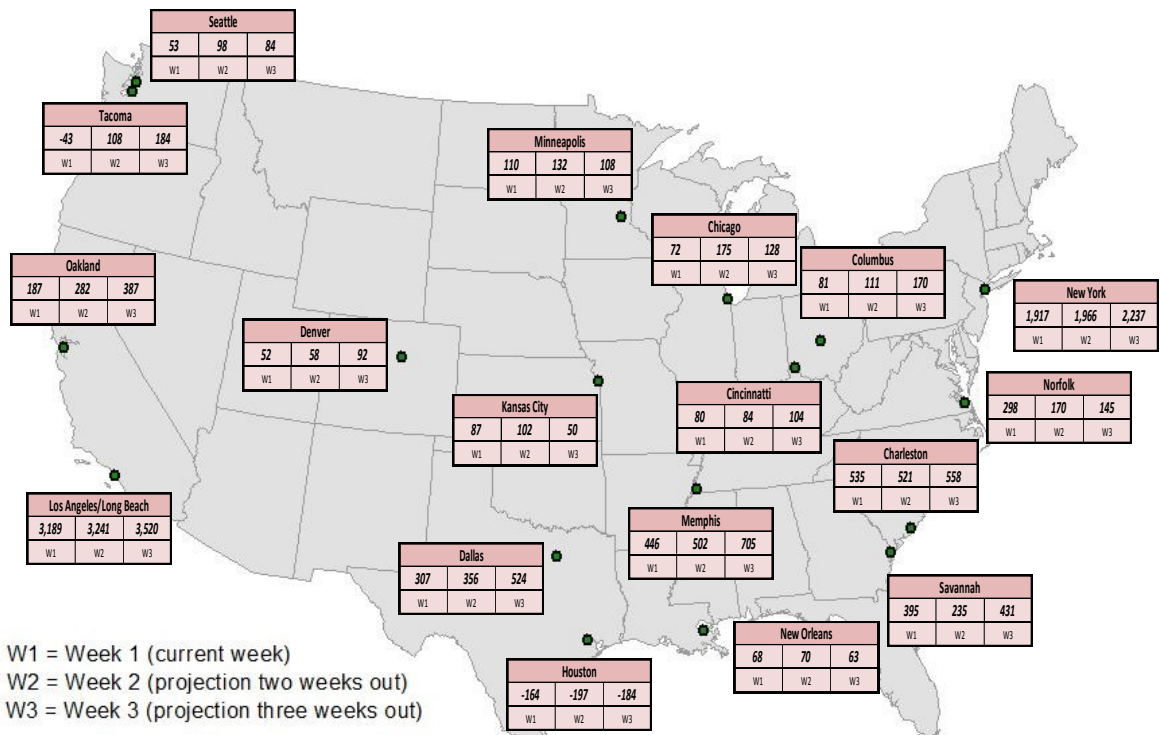 Seattle
53 98 84
W1 W2 W3
Tacoma
-43 108 184
W1 W2 W3
Minneapolis
110 132 108
W1 W2 W3
Chicago
72 175 128
W1 W2 W3
Columbus
81 111 170
W1 W2 W3
Oakland
187 282 387
W1 W2 W3
New York
1,917 1,966 2,237
W1 W2 W3
Denver
52 58 92
W1 W2 W3
Norfolk
298 170 145
W1 W2 W3
Cincinnatti
80 84 104
W1 W2 W3
Kansas City
87 102 50
W1 W2 W3
Charleston
535 521 558
W1 W2 W3
Los Angeles/Long Beach
3,189 3,241 3,520
W1 W2 W3
Memphis
446 502 705
W1 W2 W3
Dallas
307 356 524
W1 W2 W3
Savannah
395 235 431
W1 W2 W3
New Orleans
68 70 63
W1 W2 W3
Houston
-164 -197 -184
W1 W2 W3
W1 = Week 1 (current week)
W2 = Week 2 (projection two weeks out)
W3 = Week 3 (projection three weeks out)